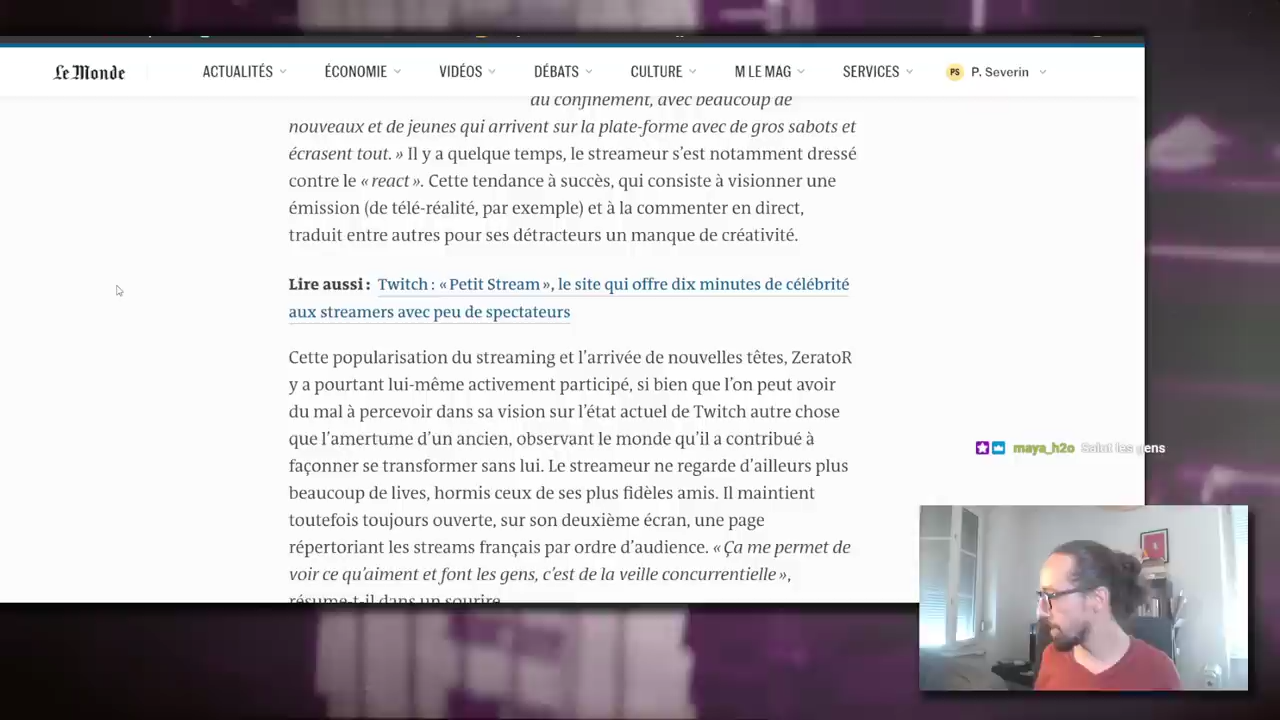 Le Monde
ACTUALITÉS
ÉCONOMIE
VIDÉOS
DÉBATS
CULTURE
M LE MAG
SERVICES
PS
P. Severin
du confinement, avec beaucoup de
nouveaux et de jeunes qui arrivent sur la plate-forme avec de gros sabots et
écrasent tout. » Il y a quelque temps, le streameur s’est notamment dressé
contre le « react ». Cette tendance à succès, qui consiste à visionner une
émission (de télé-réalité, par exemple) et à la commenter en direct,
traduit entre autres pour ses détracteurs un manque de créativité.
Lire aussi : Twitch : « Petit Stream », le site qui offre dix minutes de célébrité
aux streamers avec peu de spectateurs
Cette popularisation du streaming et l’arrivée de nouvelles têtes, ZeratoR
y a pourtant lui-même activement participé, si bien que l’on peut avoir
du mal à percevoir dans sa vision sur l’état actuel de Twitch autre chose
que l’amertume d’un ancien, observant le monde qu’il a contribué à
façonner se transformer sans lui. Le streameur ne regarde d’ailleurs plus
beaucoup de lives, hormis ceux de ses plus fidèles amis. Il maintient
toutefois toujours ouverte, sur son deuxième écran, une page
répertoriant les streams français par ordre d’audience. « Ça me permet de
voir ce qu’aiment et font les gens, c’est de la veille concurrentielle »,
résume-t-il dans un sourire.
maya_h2o Salut les gens